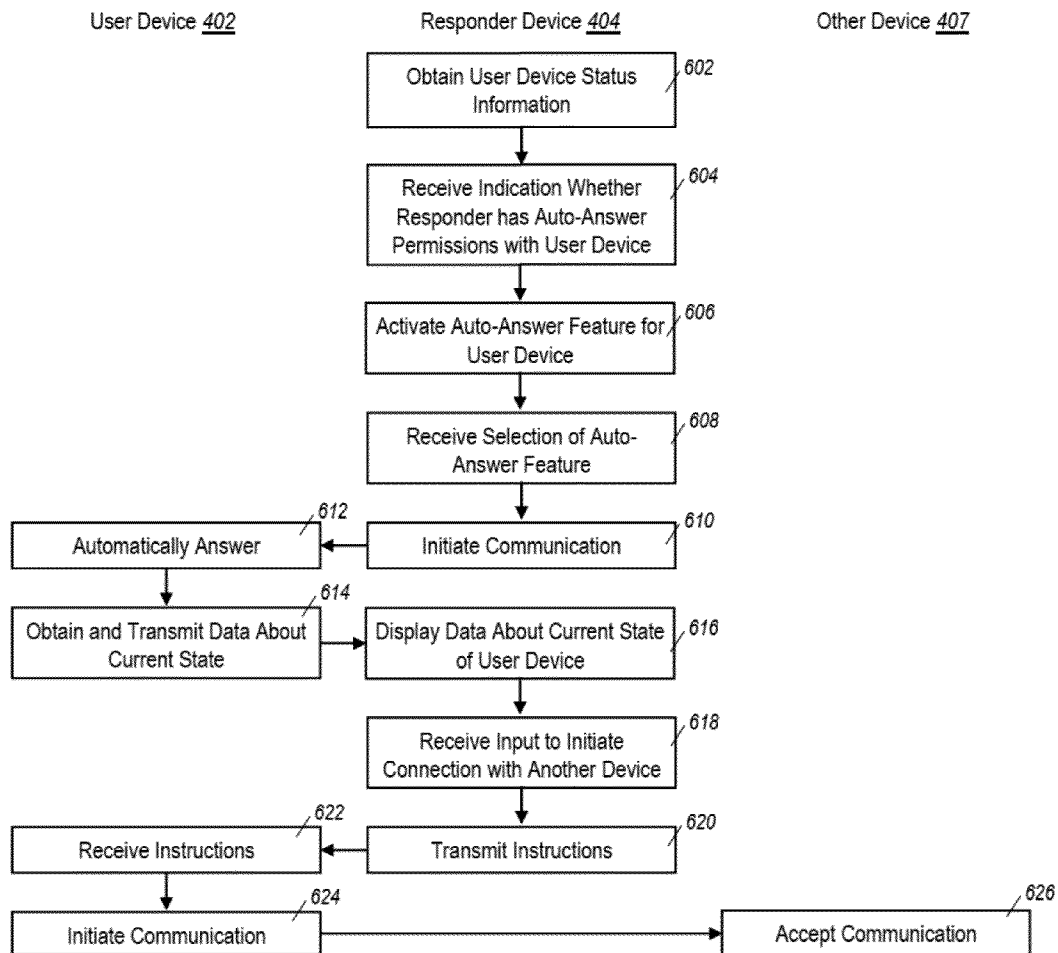 User Device 402
Responder Device 404
Other Device 407
602
Obtain User Device Status
Information
604
Receive Indication Whether
Responder has Auto-Answer
Permissions with User Device
606
Activate Auto-Answer Feature for
User Device
608
Receive Selection of Auto-
Answer Feature
612
Automatically Answer
610
Initiate Communication
614
Obtain and Transmit Data About
Current State
616
Display Data About Current State
of User Device
618
Receive Input to Initiate
Connection with Another Device
622
Receive Instructions
620
Transmit Instructions
624
Initiate Communication
626
Accept Communication